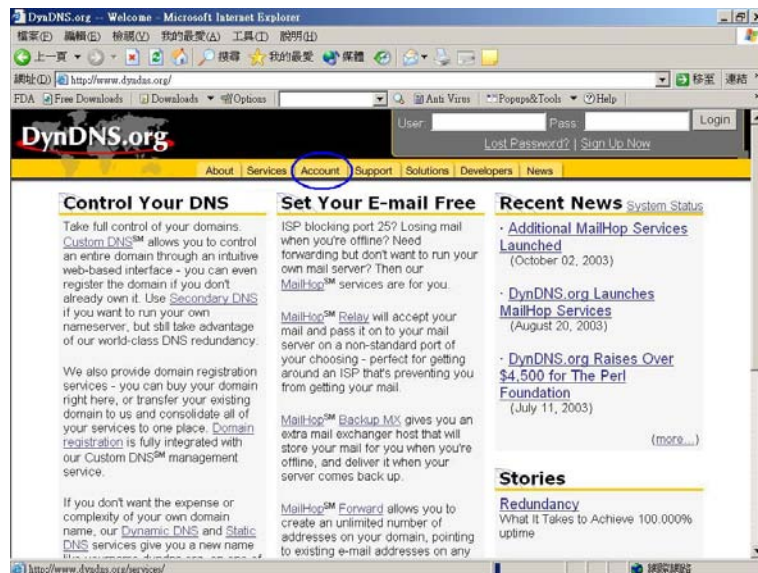 DynDNS.org -- Welcome - Microsoft Internet Explorer
檔案(F) 編輯(E) 檢視(V) 我的最愛(A) 工具(T) 說明(H)
上一頁 搜尋 我的最愛 媒體
網址(D) http://www.dyndns.org/ 移至 連結
FDA Free Downloads Downloads Options Anti Virus Popups&Tools Help
DynDNS.org
User: Pass: Login
Lost Password? | Sign Up Now
About Services Account Support Solutions Developers News
Control Your DNS
Take full control of your domains.
Custom DNS℠ allows you to control
an entire domain through an intuitive
web-based interface - you can even
register the domain if you don't
already own it. Use Secondary DNS
if you want to run your own
nameserver, but still take advantage
of our world-class DNS redundancy.
We also provide domain registration
services - you can buy your domain
right here, or transfer your existing
domain to us and consolidate all of
your services to one place. Domain
registration is fully integrated with
our Custom DNS℠ management
service.
If you don't want the expense or
complexity of your own domain
name, our Dynamic DNS and Static
DNS services give you a new name
Set Your E-mail Free
ISP blocking port 25? Losing mail
when you're offline? Need
forwarding but don't want to run your
own mail server? Then our
MailHop℠ services are for you.
MailHop℠ Relay will accept your
mail and pass it on to your mail
server on a non-standard port of
your choosing - perfect for getting
around an ISP that's preventing you
from getting your mail.
MailHop℠ Backup MX gives you an
extra mail exchanger host that will
store your mail for you when you're
offline, and deliver it when your
server comes back up.
MailHop℠ Forward allows you to
create an unlimited number of
addresses on your domain, pointing
to existing e-mail addresses on any
Recent News System Status
· Additional MailHop Services
Launched
(October 02, 2003)
· DynDNS.org Launches
MailHop Services
(August 20, 2003)
· DynDNS.org Raises Over
$4,500 for The Perl
Foundation
(July 11, 2003)
(more...)
Stories
Redundancy
What It Takes to Achieve 100.000%
uptime
http://www.dyndns.org/services/ 網際網路